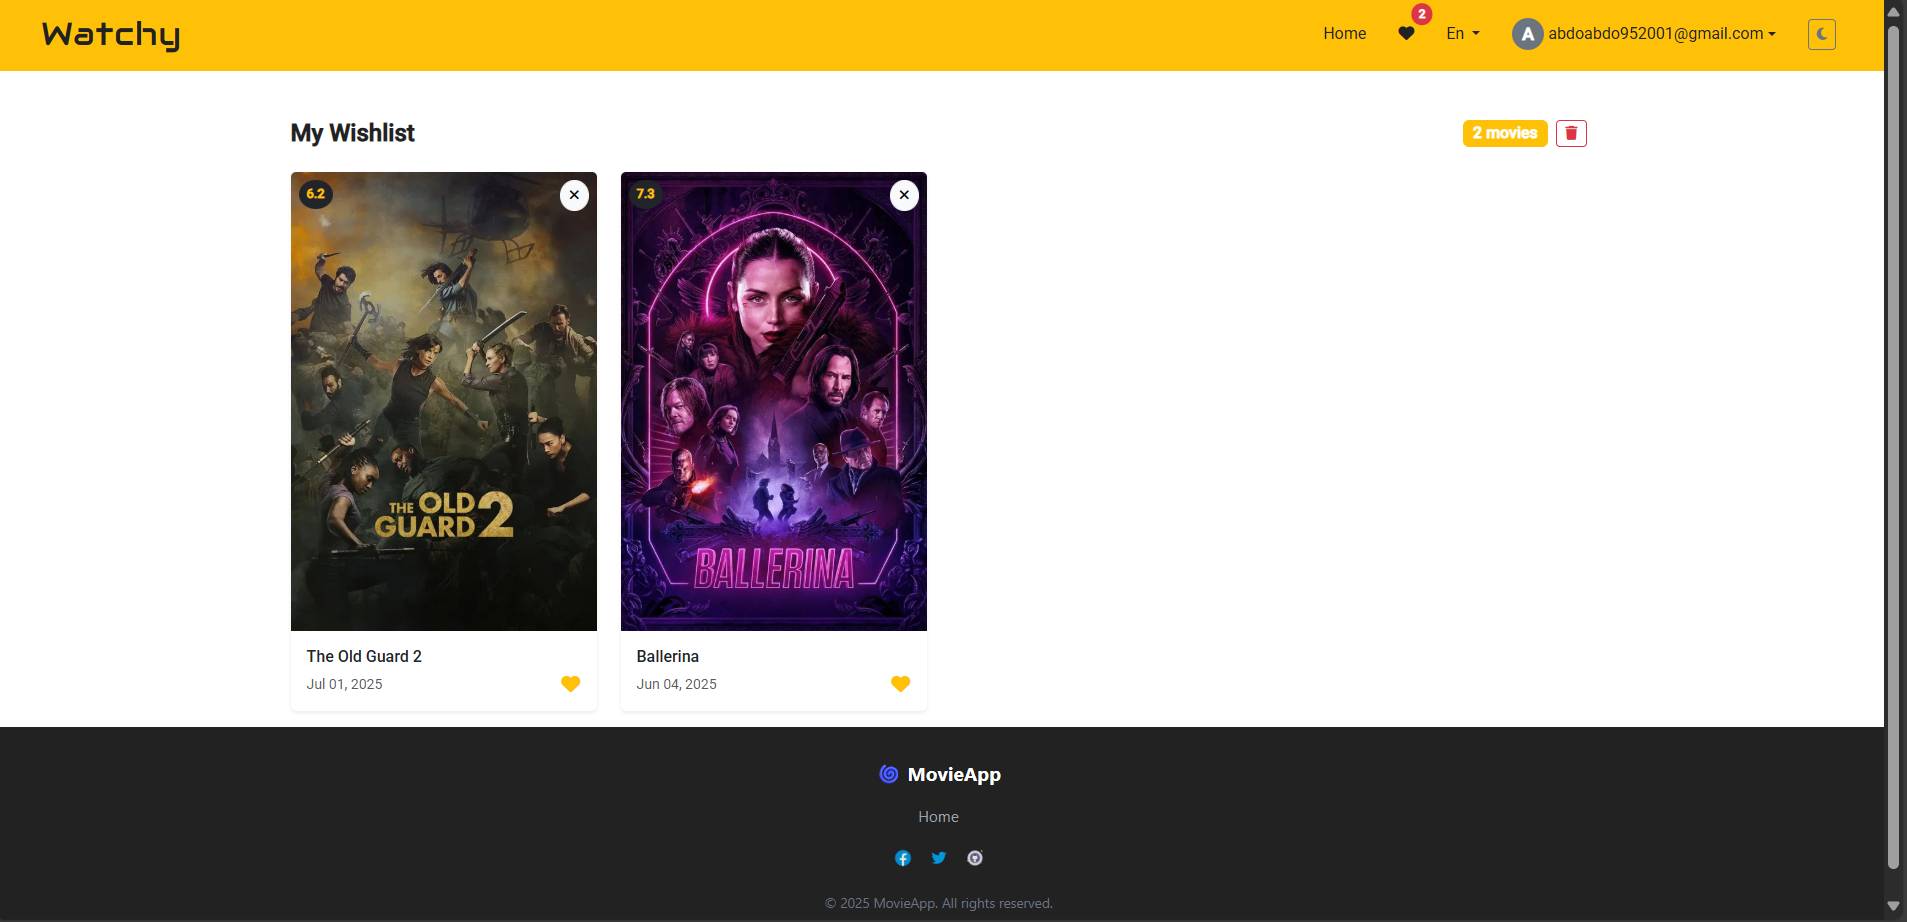 Watchy
Home
2
En
A abdoabdo952001@gmail.com
My Wishlist
2 movies
6.2
7.3
THE OLD
GUARD 2
BALLERINA
The Old Guard 2
Jul 01, 2025
Ballerina
Jun 04, 2025
MovieApp
Home
© 2025 MovieApp. All rights reserved.